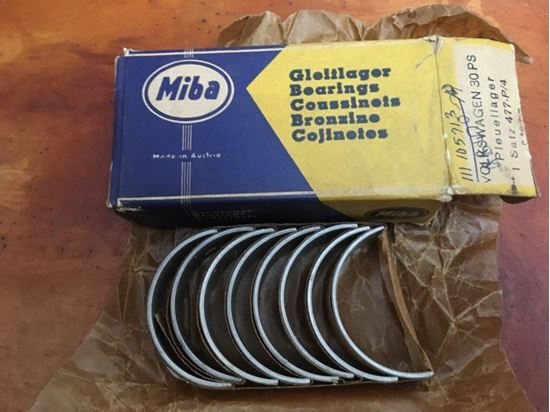 Miba
Made in Austria
Gleitlager
Bearings
Coussinets
Bronzine
Cojinetes
Miba
111 105 713
VOLKSWAGEN 30 PS
Pleuellager
1 Satz 477-P/4